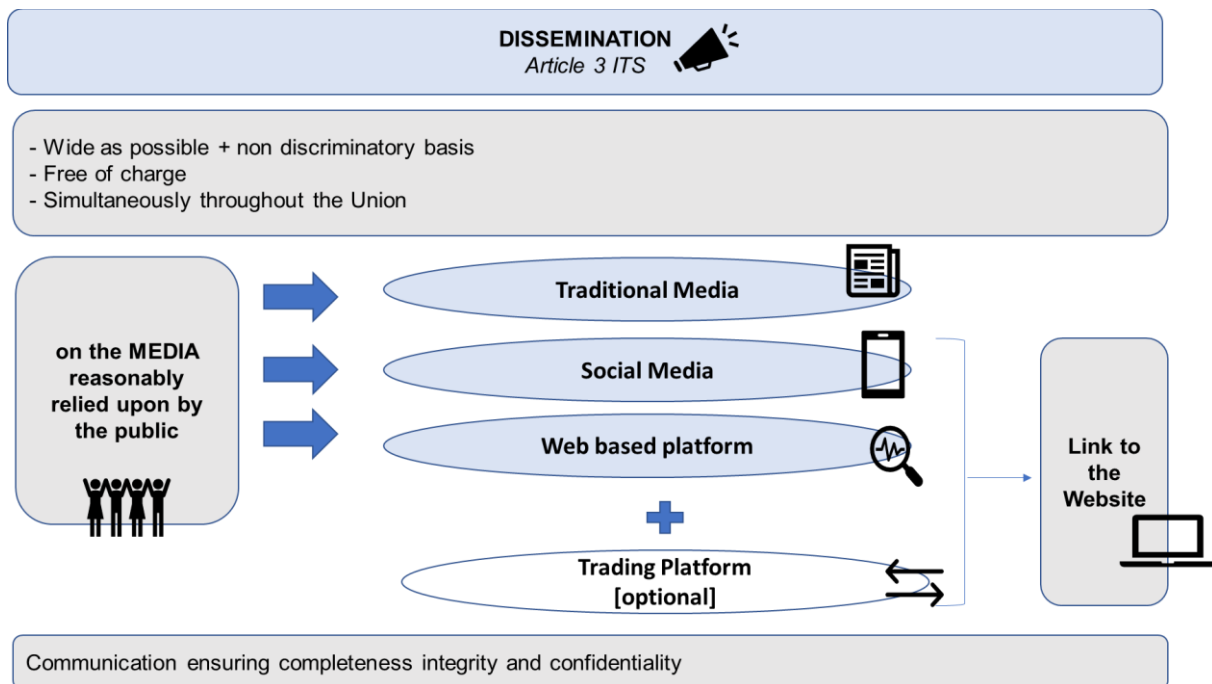 DISSEMINATION
Article 3 ITS
- Wide as possible + non discriminatory basis
- Free of charge
- Simultaneously throughout the Union
on the MEDIA
reasonably
relied upon by
the public
Traditional Media
Social Media
Web based platform
Trading Platform
[optional]
Link to
the
Website
Communication ensuring completeness integrity and confidentiality